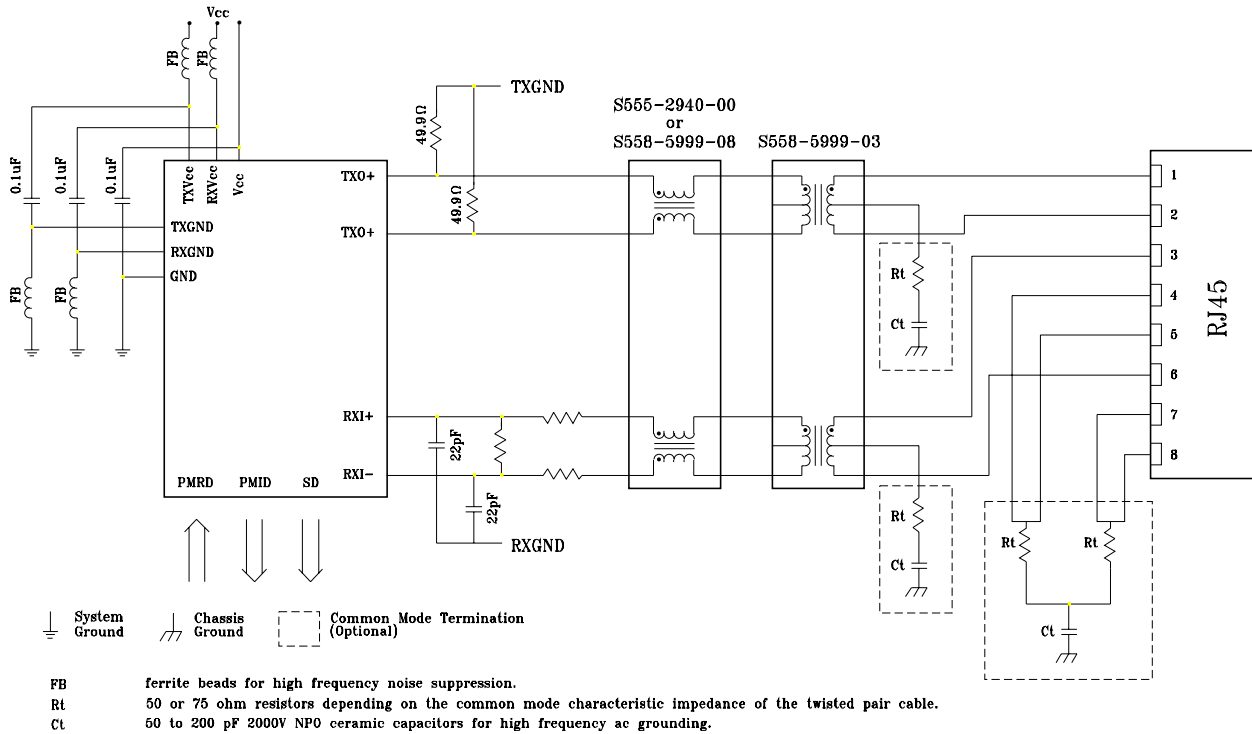 Vcc
FB
FB
TXGND
S555-2940-00
or
S558-5999-08
S558-5999-03
49.9Ω
49.9Ω
0.1uF
0.1uF
0.1uF
TXVcc
RXVcc
Vcc
TXO+
TXO+
TXGND
RXGND
GND
FB
FB
1
2
3
4
5
6
7
8
RJ45
Rt
Ct
RXI+
RXI-
22pF
22pF
PMRD
PMID
SD
RXGND
Rt
Ct
Rt
Rt
Ct
System
Ground
Chassis
Ground
Common Mode Termination
(Optional)
FB ferrite beads for high frequency noise suppression.
Rt 50 or 75 ohm resistors depending on the common mode characteristic impedance of the twisted pair cable.
Ct 50 to 200 pF 2000V NPO ceramic capacitors for high frequency ac grounding.